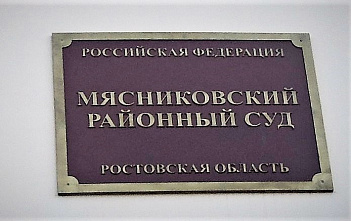 РОССИЙСКАЯ ФЕДЕРАЦИЯ
МЯСНИКОВСКИЙ
РАЙОННЫЙ СУД
РОСТОВСКАЯ ОБЛАСТЬ